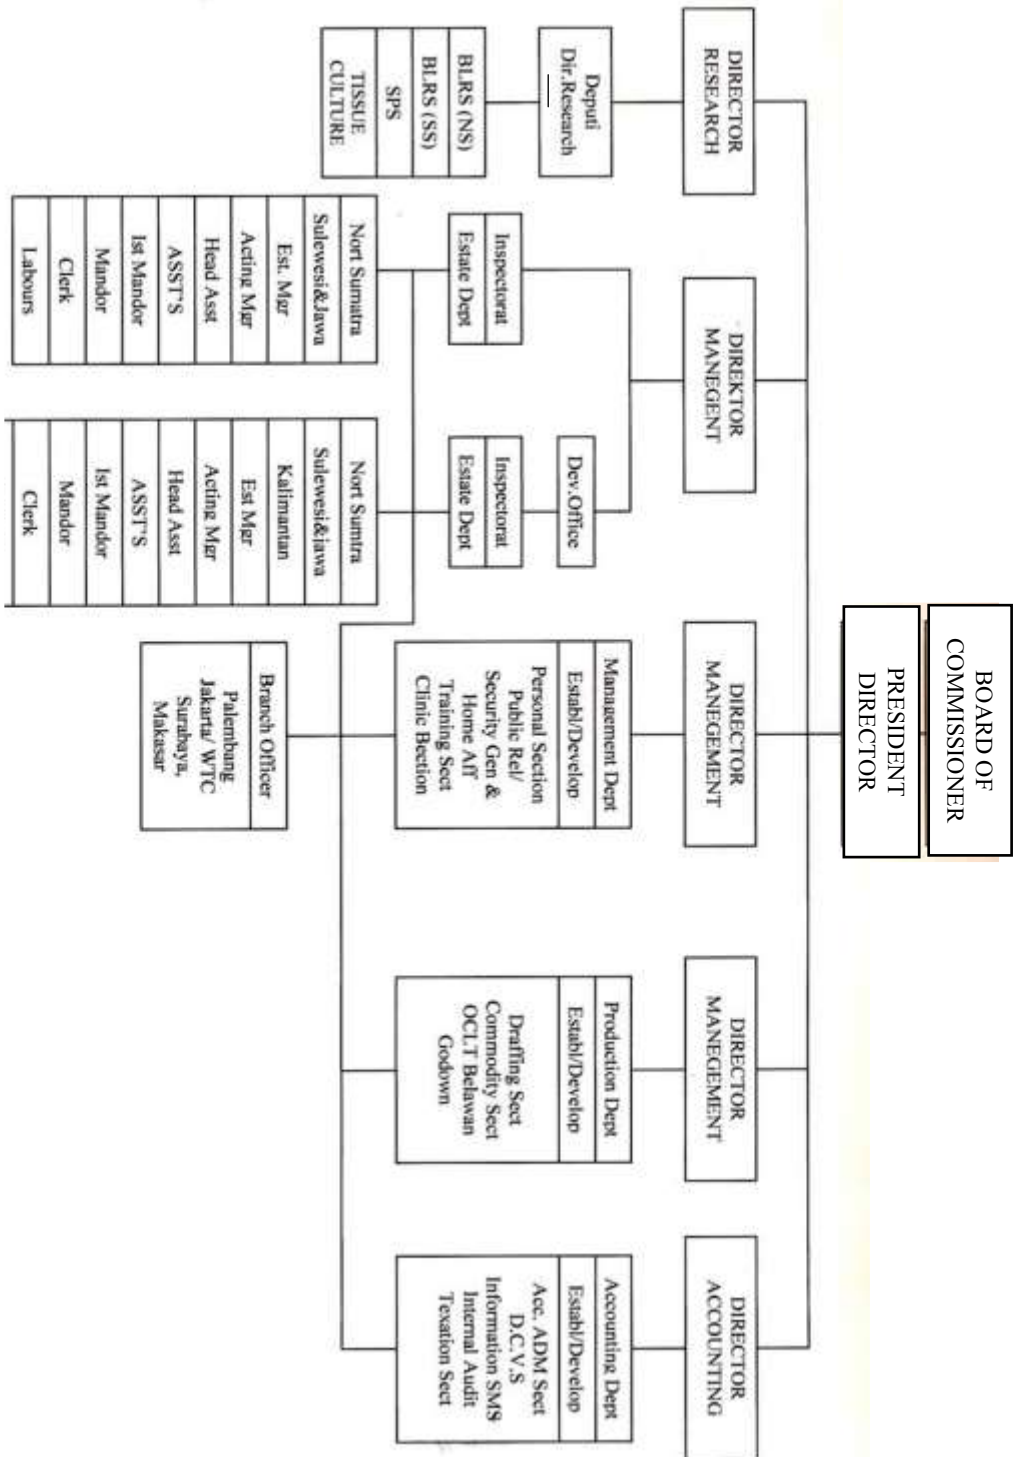 BOARD OF
COMMISSIONER
PRESIDENT
DIRECTOR
DIRECTOR
RESEARCH
DIREKTOR
MANEGENT
DIRECTOR
MANEGEMENT
DIRECTOR
MANEGEMENT
DIRECTOR
ACCOUNTING
Deputi
Dir.Research
BLRS (NS)
BLRS (SS)
SPS
TISSUE
CULTURE
Inspectorat
Estate Dept
Nort Sumatra
Sulewesi&Jawa
Est. Mgr
Acting Mgr
Head Asst
ASST'S
Ist Mandor
Mandor
Clerk
Labours
Dev.Office
Inspectorat
Estate Dept
Nort Sumtra
Sulewesi&jawa
Kalimantan
Est Mgr
Acting Mgr
Head Asst
ASST'S
Ist Mandor
Mandor
Clerk
Management Dept
Establ/Develop
Personal Section
Public Rel/
Security Gen &
Home Aff
Training Sect
Clinic Bection
Branch Officer
Palembang
Jakarta/ WTC
Surabaya,
Makasar
Production Dept
Establ/Develop
Draffing Sect
Commodity Sect
OCLT Belawan
Godown
Accounting Dept
Establ/Develop
Acc. ADM Sect
D.C.V.S
Information SMS
Internal Audit
Texation Sect